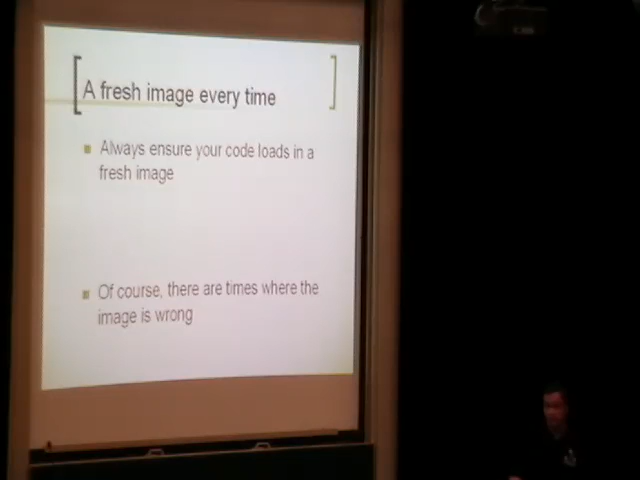 A fresh image every time
Always ensure your code loads in a
fresh image
Of course, there are times where the
image is wrong